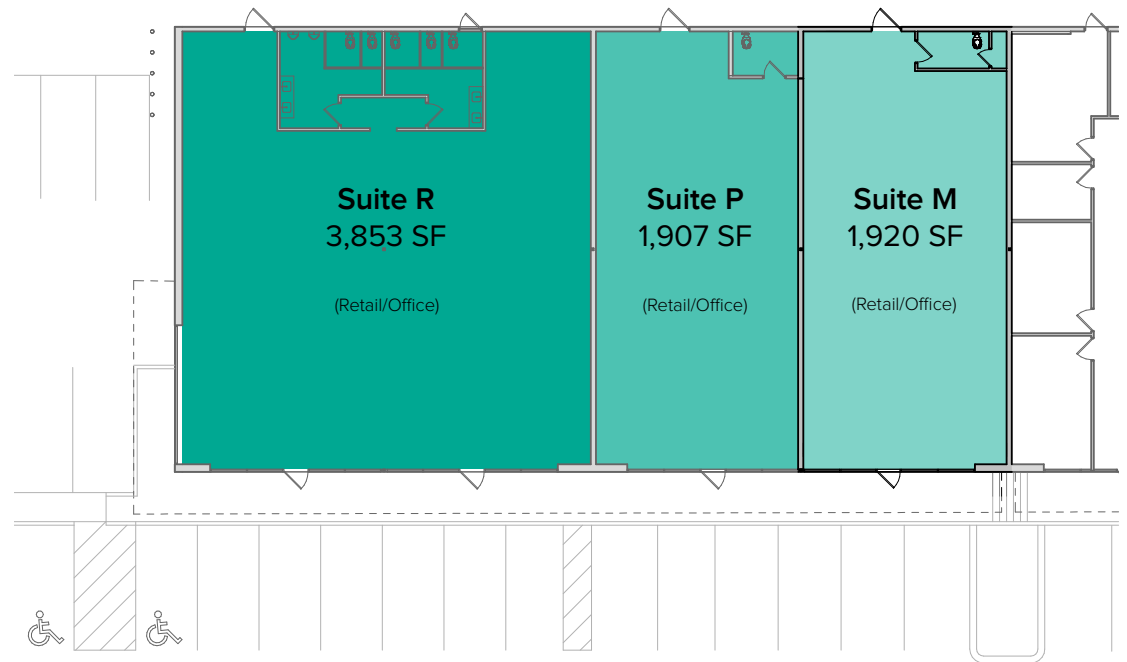 Suite R
3,853 SF
(Retail/Office)
Suite P
1,907 SF
(Retail/Office)
Suite M
1,920 SF
(Retail/Office)